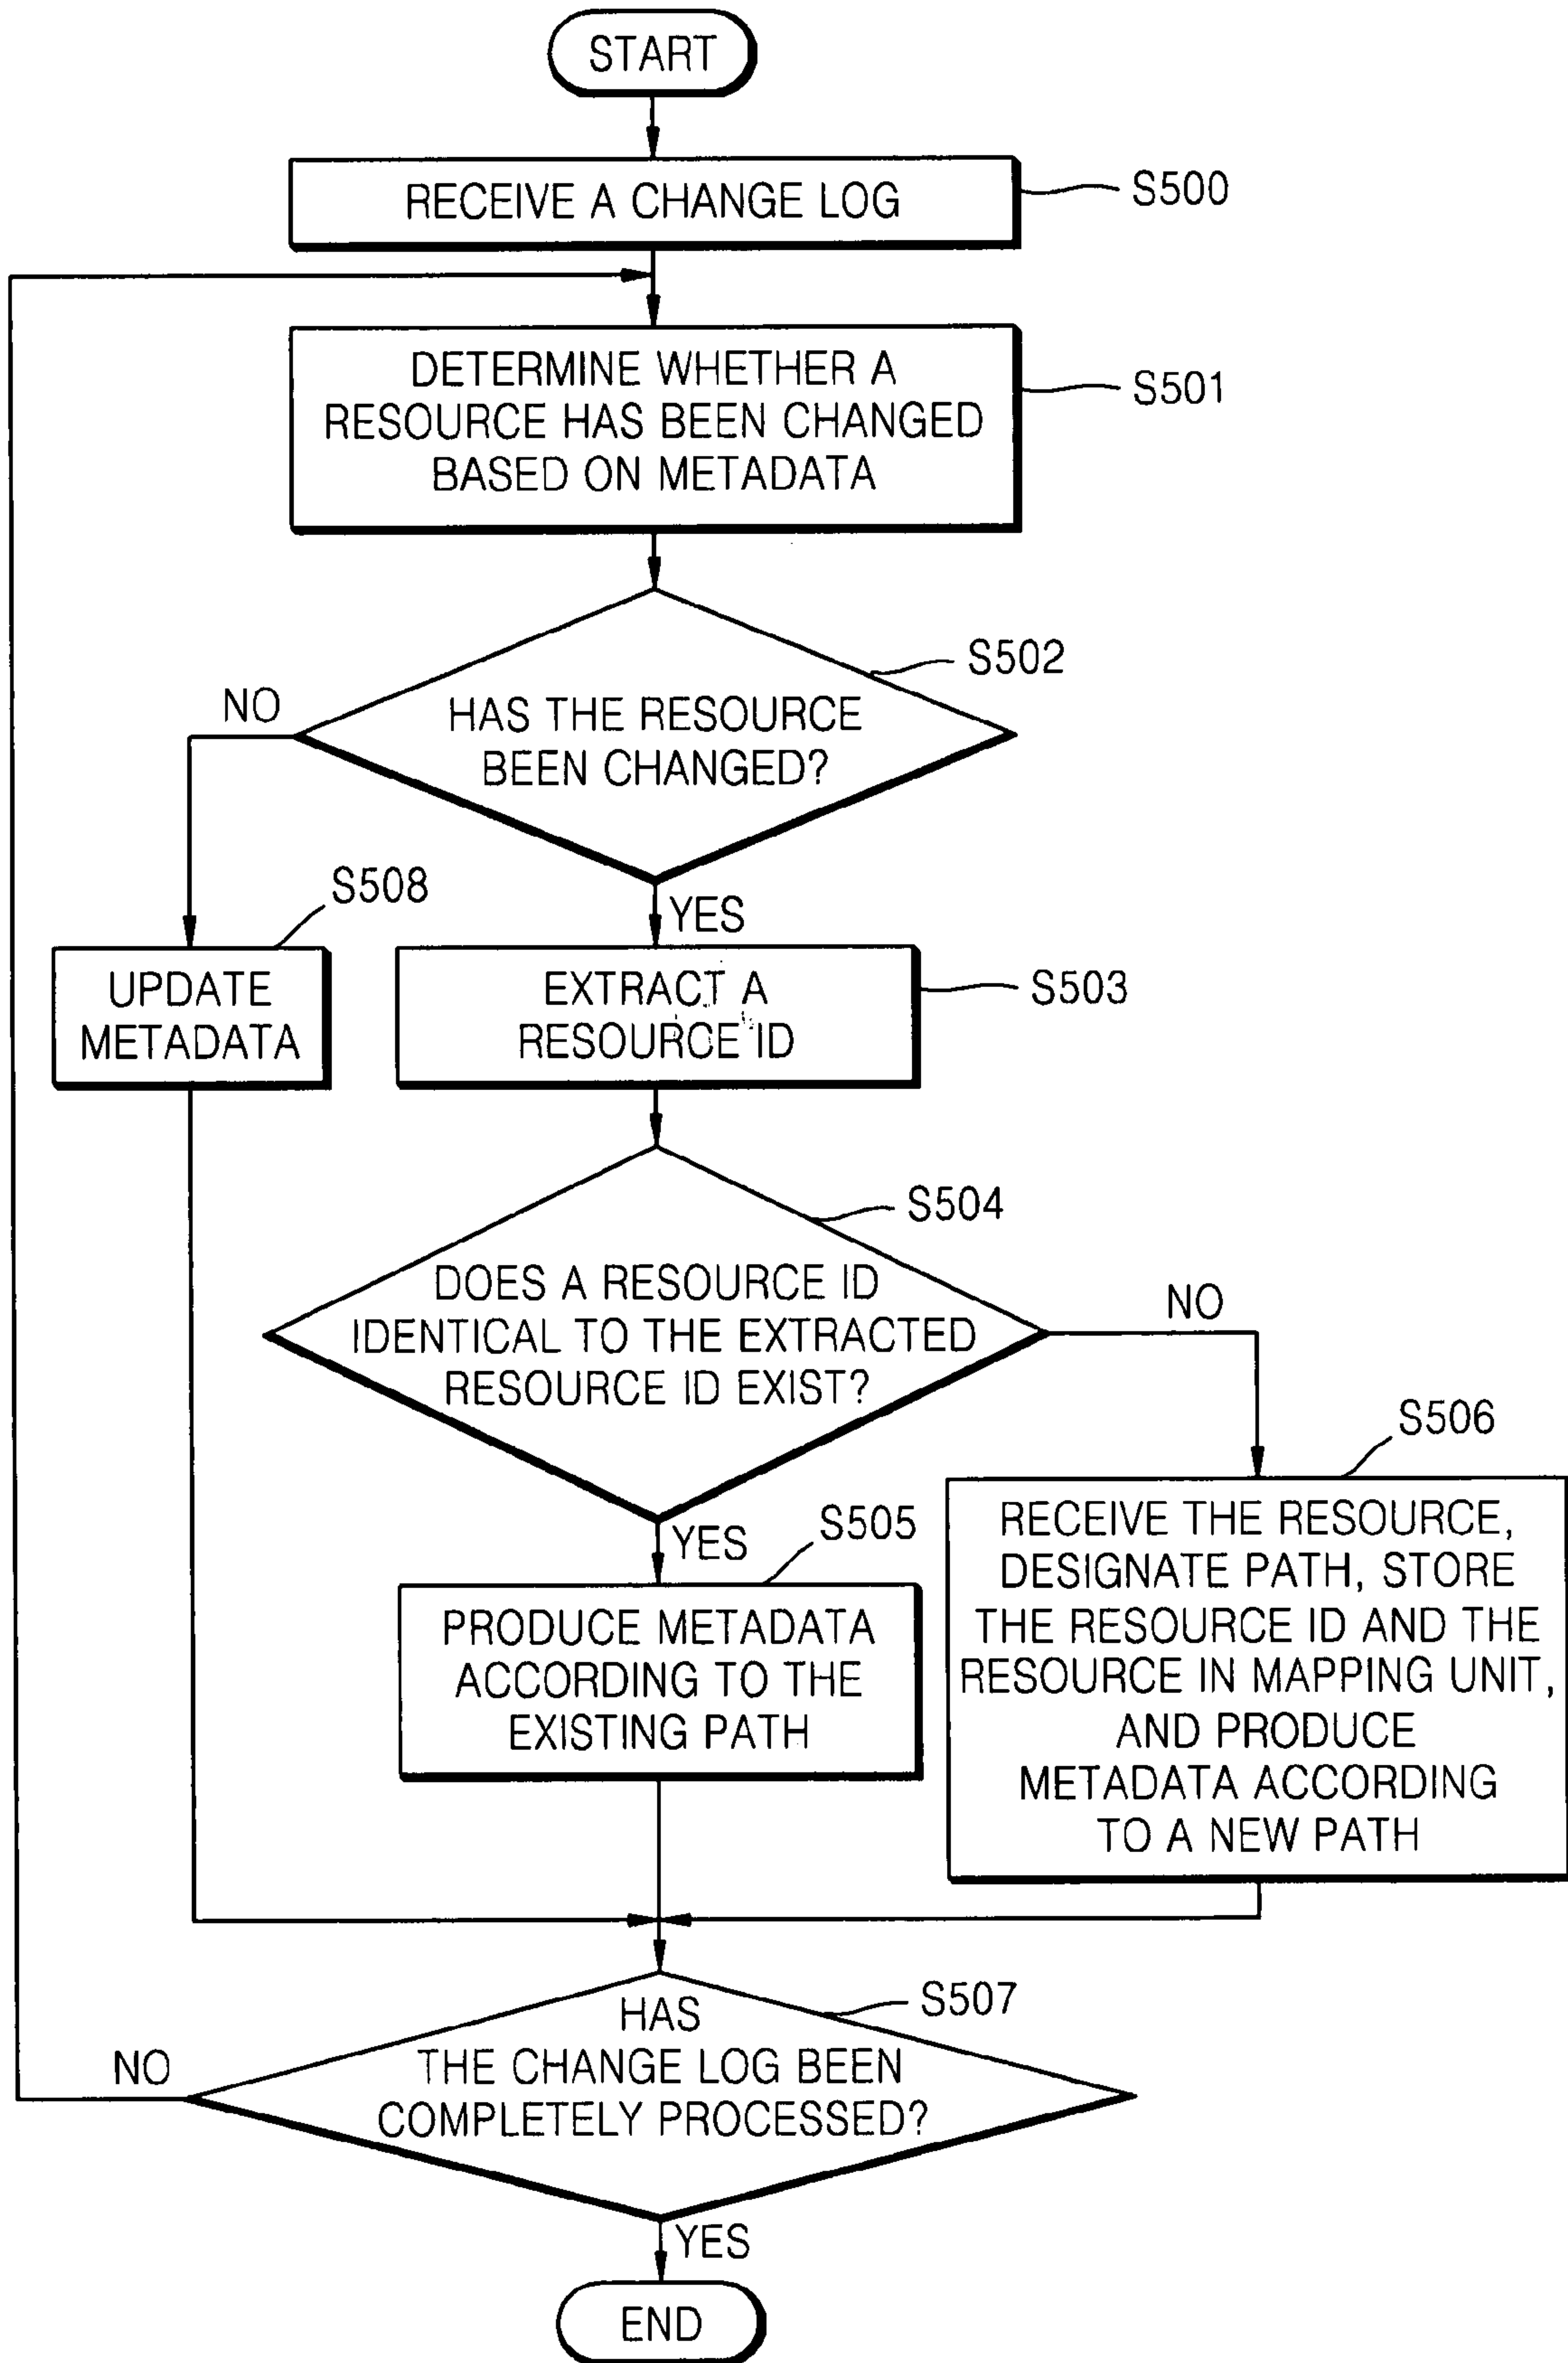 START
RECEIVE A CHANGE LOG
S500
DETERMINE WHETHER A
RESOURCE HAS BEEN CHANGED
BASED ON METADATA
S501
S502
NO
HAS THE RESOURCE
BEEN CHANGED?
S508
YES
UPDATE
METADATA
EXTRACT A
RESOURCE ID
S503
S504
DOES A RESOURCE ID
IDENTICAL TO THE EXTRACTED
RESOURCE ID EXIST?
NO
S506
YES
S505
PRODUCE METADATA
ACCORDING TO THE
EXISTING PATH
RECEIVE THE RESOURCE,
DESIGNATE PATH, STORE
THE RESOURCE ID AND THE
RESOURCE IN MAPPING UNIT,
AND PRODUCE
METADATA ACCORDING
TO A NEW PATH
S507
NO
HAS
THE CHANGE LOG BEEN
COMPLETELY PROCESSED?
YES
END